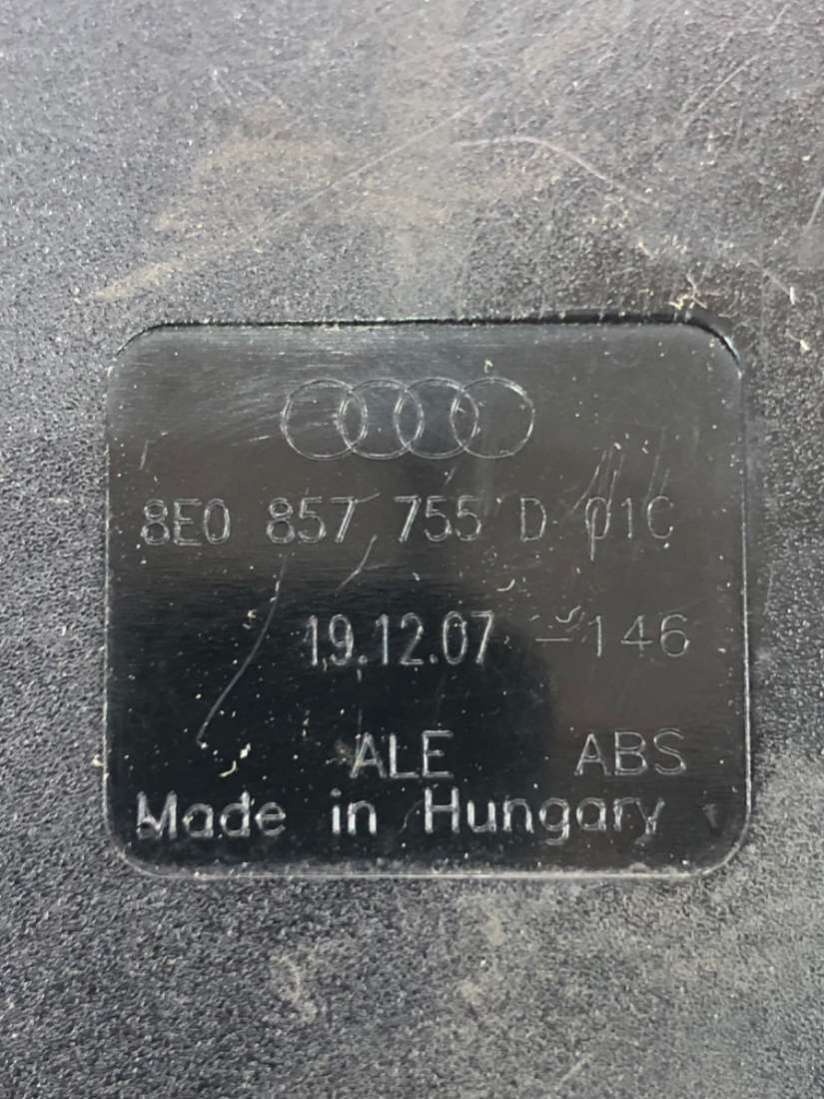 8E0 857 755 D 01C
19.12.07 -146
ALE ABS
Made in Hungary